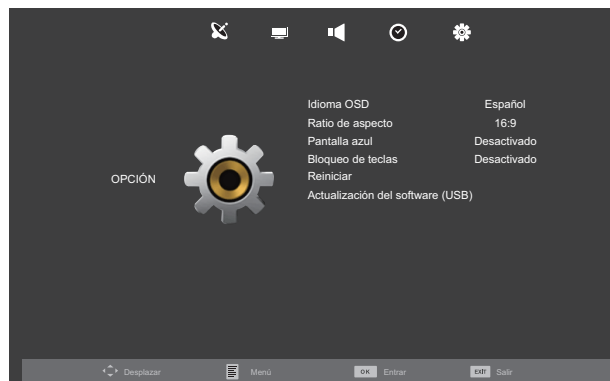 Idioma OSD Español
Ratio de aspecto 16:9
Pantalla azul Desactivado
Bloqueo de teclas Desactivado
OPCIÓN
Reiniciar
Actualización del software (USB)
Desplazar Menú OK Entrar EXIT Salir